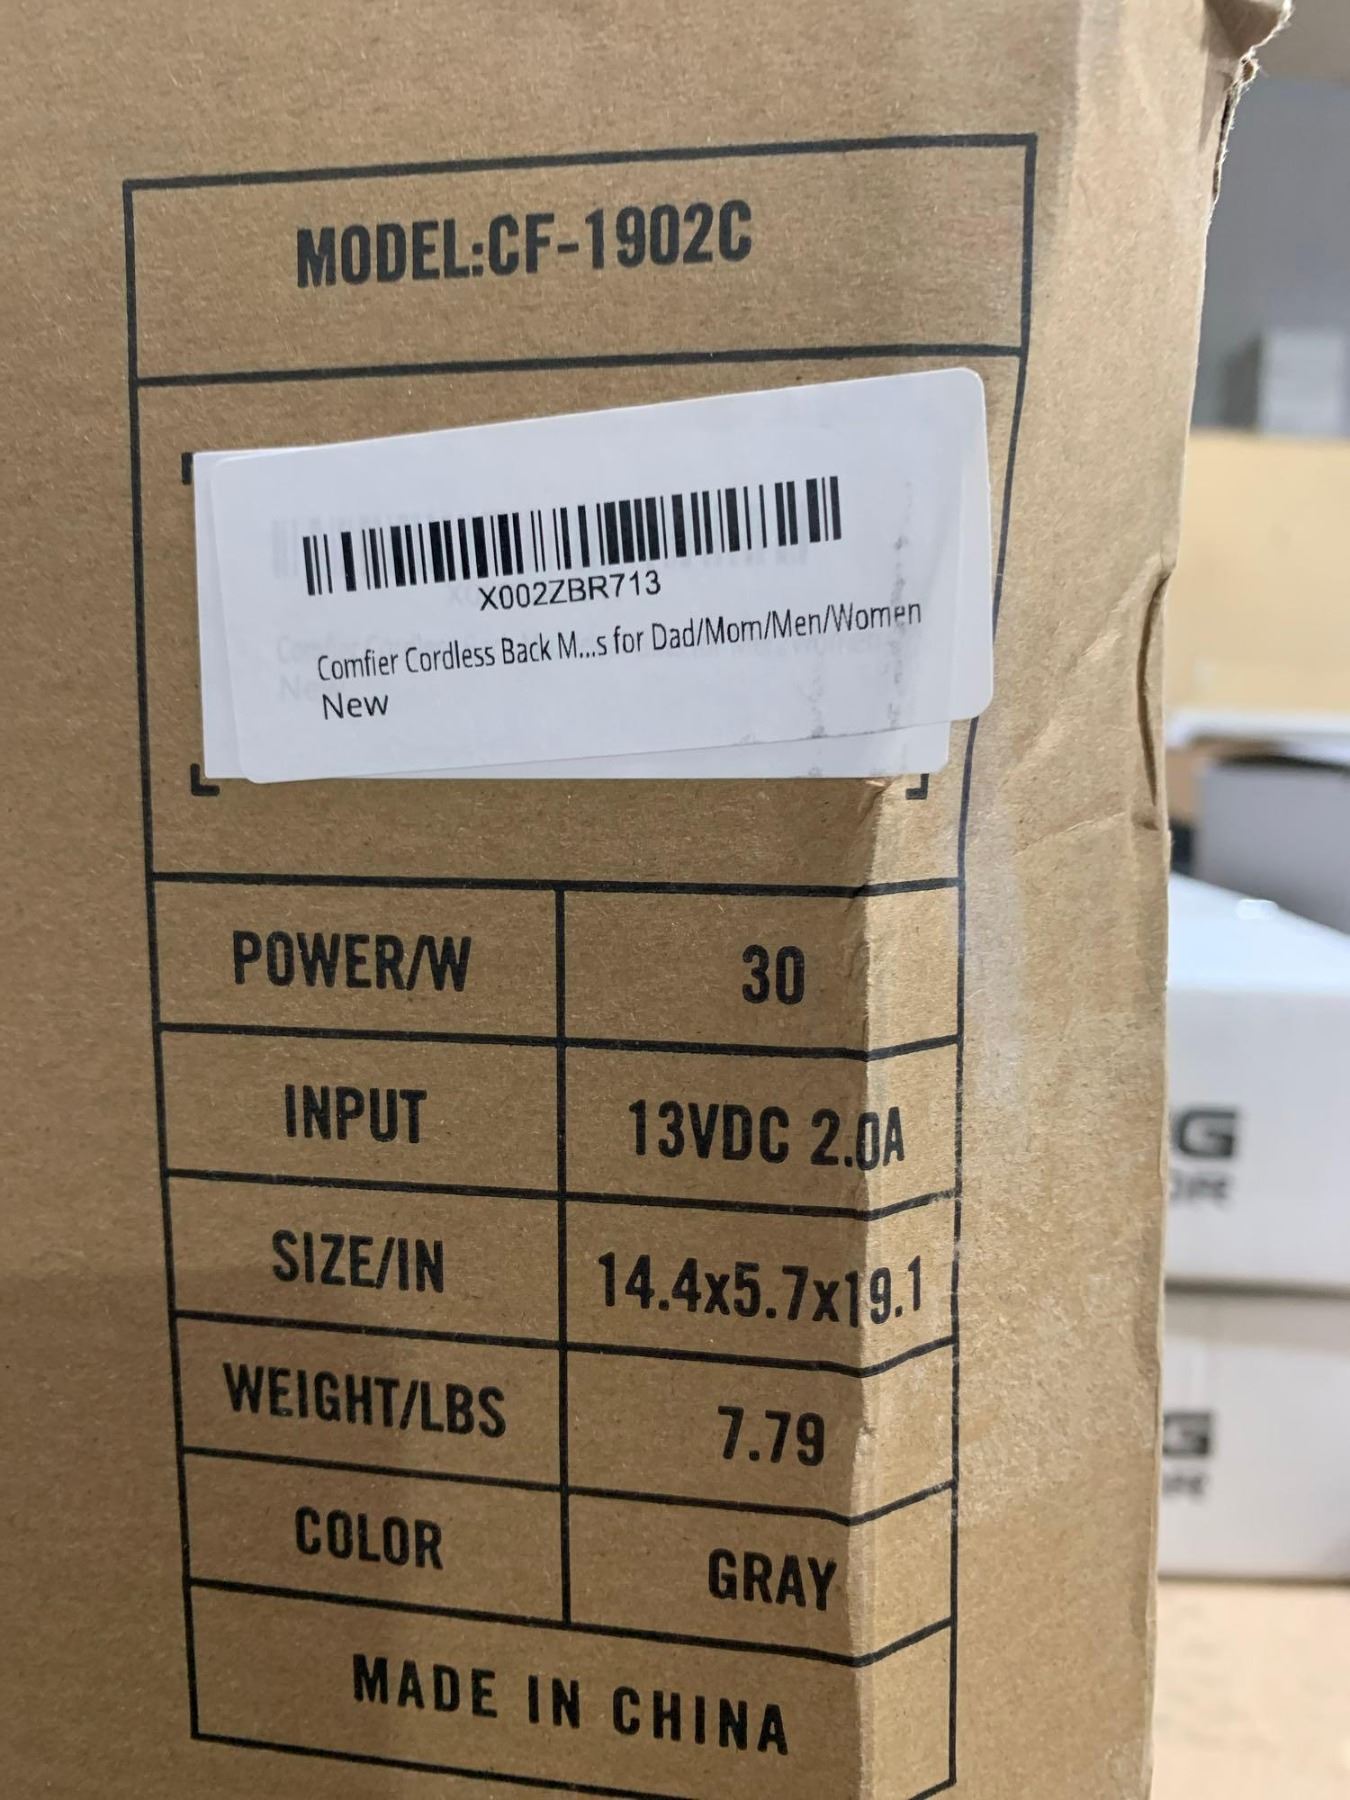 MODEL:CF-1902C
X002ZBR713
Comfier Cordless Back M...s for Dad/Mom/Men/Women
New
POWER/W 30
INPUT 13VDC 2.0A
SIZE/IN 14.4x5.7x19.1
WEIGHT/LBS 7.79
COLOR GRAY
MADE IN CHINA